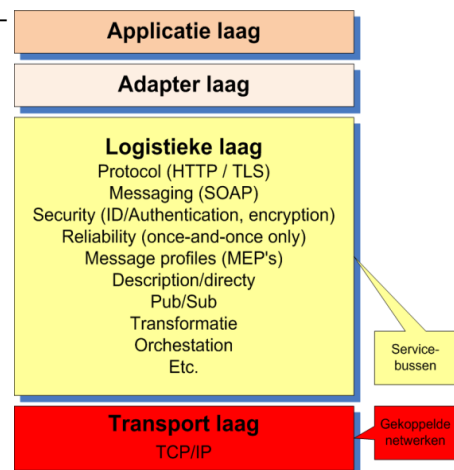 Applicatie laag
Adapter laag
Logistieke laag
Protocol (HTTP / TLS)
Messaging (SOAP)
Security (ID/Authentication, encryption)
Reliability (once-and-once only)
Message profiles (MEP's)
Description/directy
Pub/Sub
Transformatie
Orchestation
Etc.
Service-
bussen
Transport laag
TCP/IP
Gekoppelde
netwerken